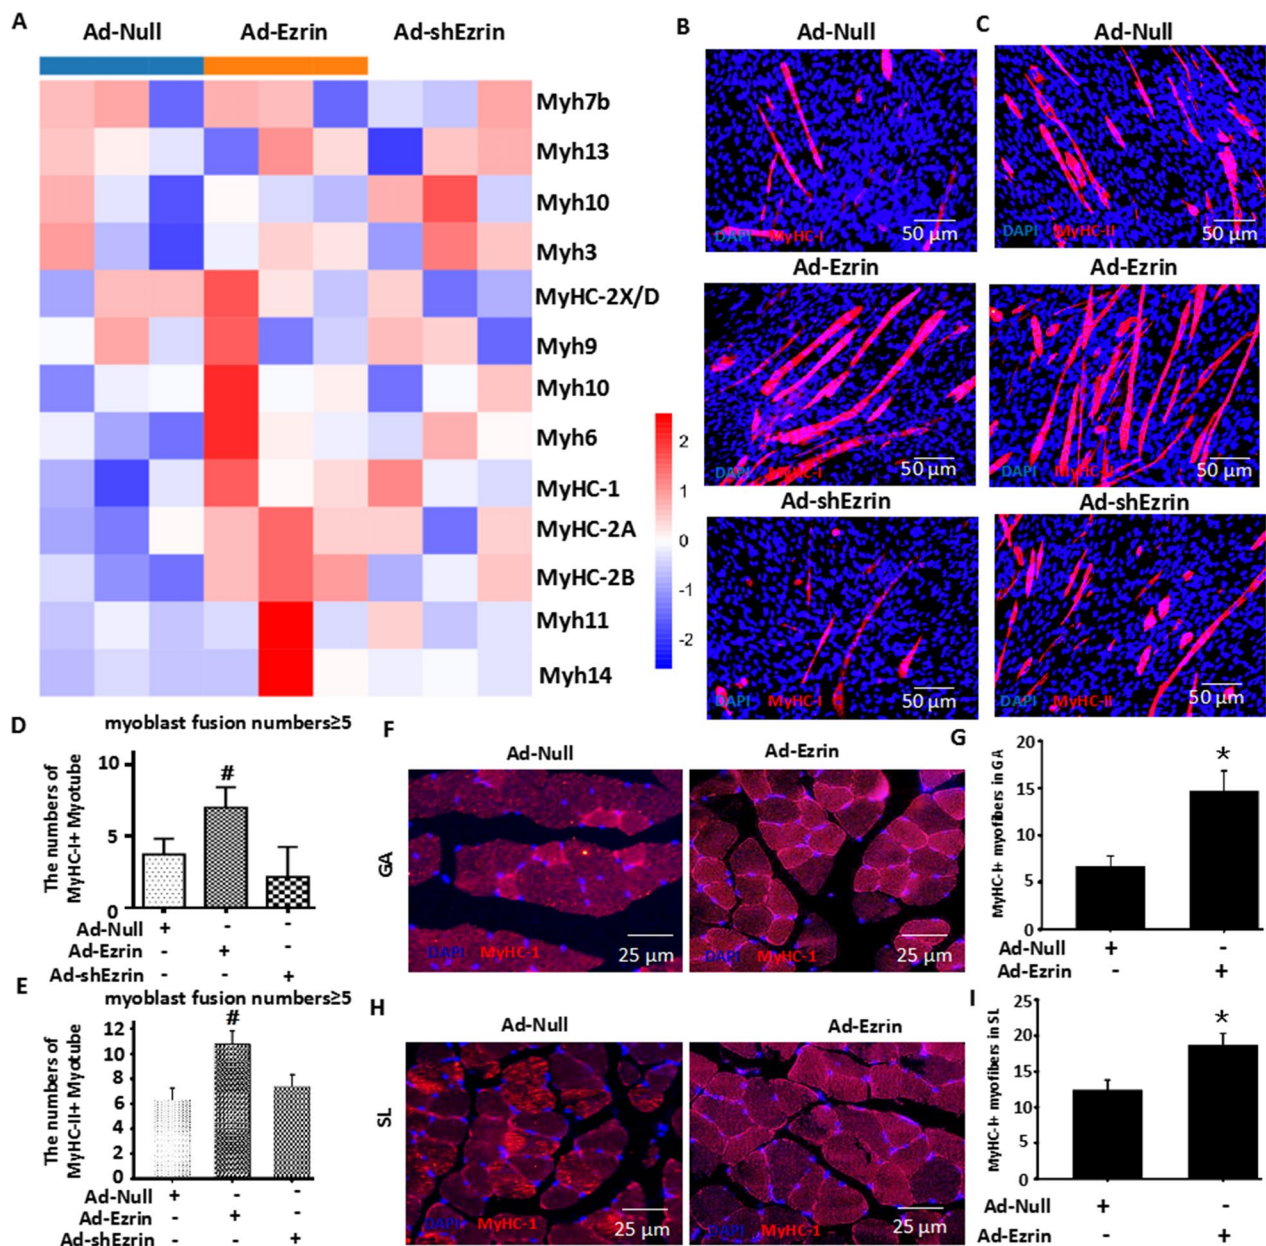 A
Ad-Null
Ad-Ezrin
Ad-shEzrin
Myh7b
Myh13
Myh10
Myh3
MyHC-2X/D
Myh9
Myh10
Myh6
MyHC-1
MyHC-2A
MyHC-2B
Myh11
Myh14
2
1
0
-1
-2
B
Ad-Null
DAPI MyHC-I
50 µm
Ad-Ezrin
DAPI MyHC-I
50 µm
Ad-shEzrin
DAPI MyHC-I
50 µm
C
Ad-Null
DAPI MyHC-II
50 µm
Ad-Ezrin
DAPI MyHC-II
50 µm
Ad-shEzrin
DAPI MyHC-II
50 µm
D
myoblast fusion numbers≥5
The numbers of
MyHC-I+ Myotube
10
5
0
#
Ad-Null + - -
Ad-Ezrin - + -
Ad-shEzrin - - +
E
myoblast fusion numbers≥5
The numbers of
MyHC-II+ Myotube
12
10
8
6
4
2
0
#
Ad-Null + - -
Ad-Ezrin - + -
Ad-shEzrin - - +
F
Ad-Null
Ad-Ezrin
GA
DAPI MyHC-1
25 µm
DAPI MyHC-1
25 µm
G
MyHC-I+ myofibers in GA
20
15
10
5
0
*
Ad-Null + -
Ad-Ezrin - +
H
Ad-Null
Ad-Ezrin
SL
DAPI MyHC-1
25 µm
DAPI MyHC-1
25 µm
I
MyHC-I+ myofibers in SL
25
20
15
10
5
0
*
Ad-Null + -
Ad-Ezrin - +